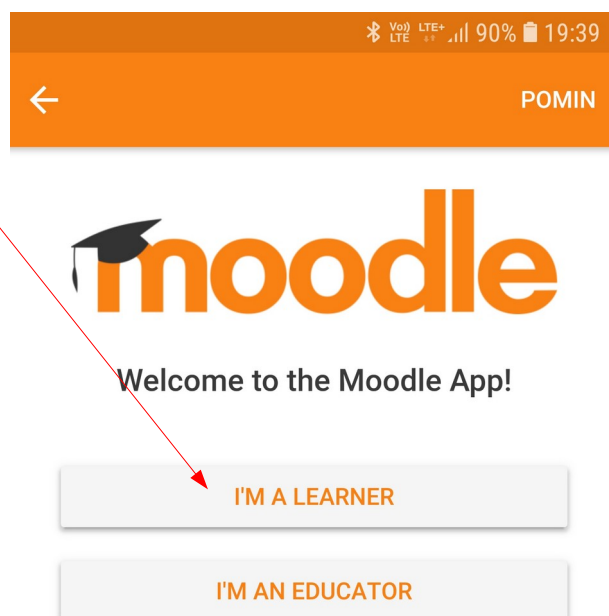 Vo)) LTE LTE+ 90% 19:39
POMIN
moodle
Welcome to the Moodle App!
I'M A LEARNER
I'M AN EDUCATOR